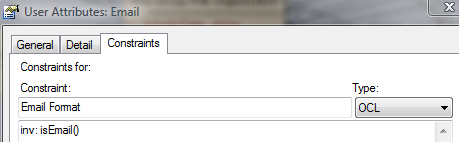 User Attributes: Email
General Detail Constraints
Constraints for:
Constraint: Type:
Email Format OCL
inv: isEmail()